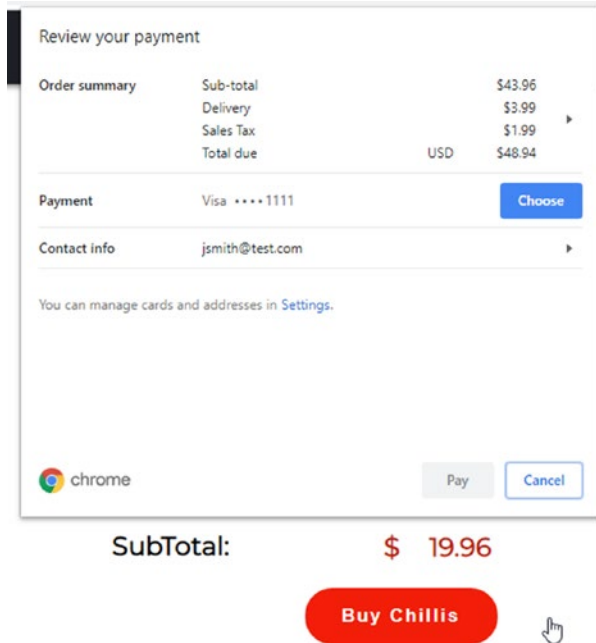 Review your payment
Order summary Sub-total $43.96
Delivery $3.99
Sales Tax $1.99
Total due USD $48.94
Payment Visa ••••1111 Choose
Contact info jsmith@test.com
You can manage cards and addresses in Settings.
chrome Pay Cancel
SubTotal: $ 19.96
Buy Chillis